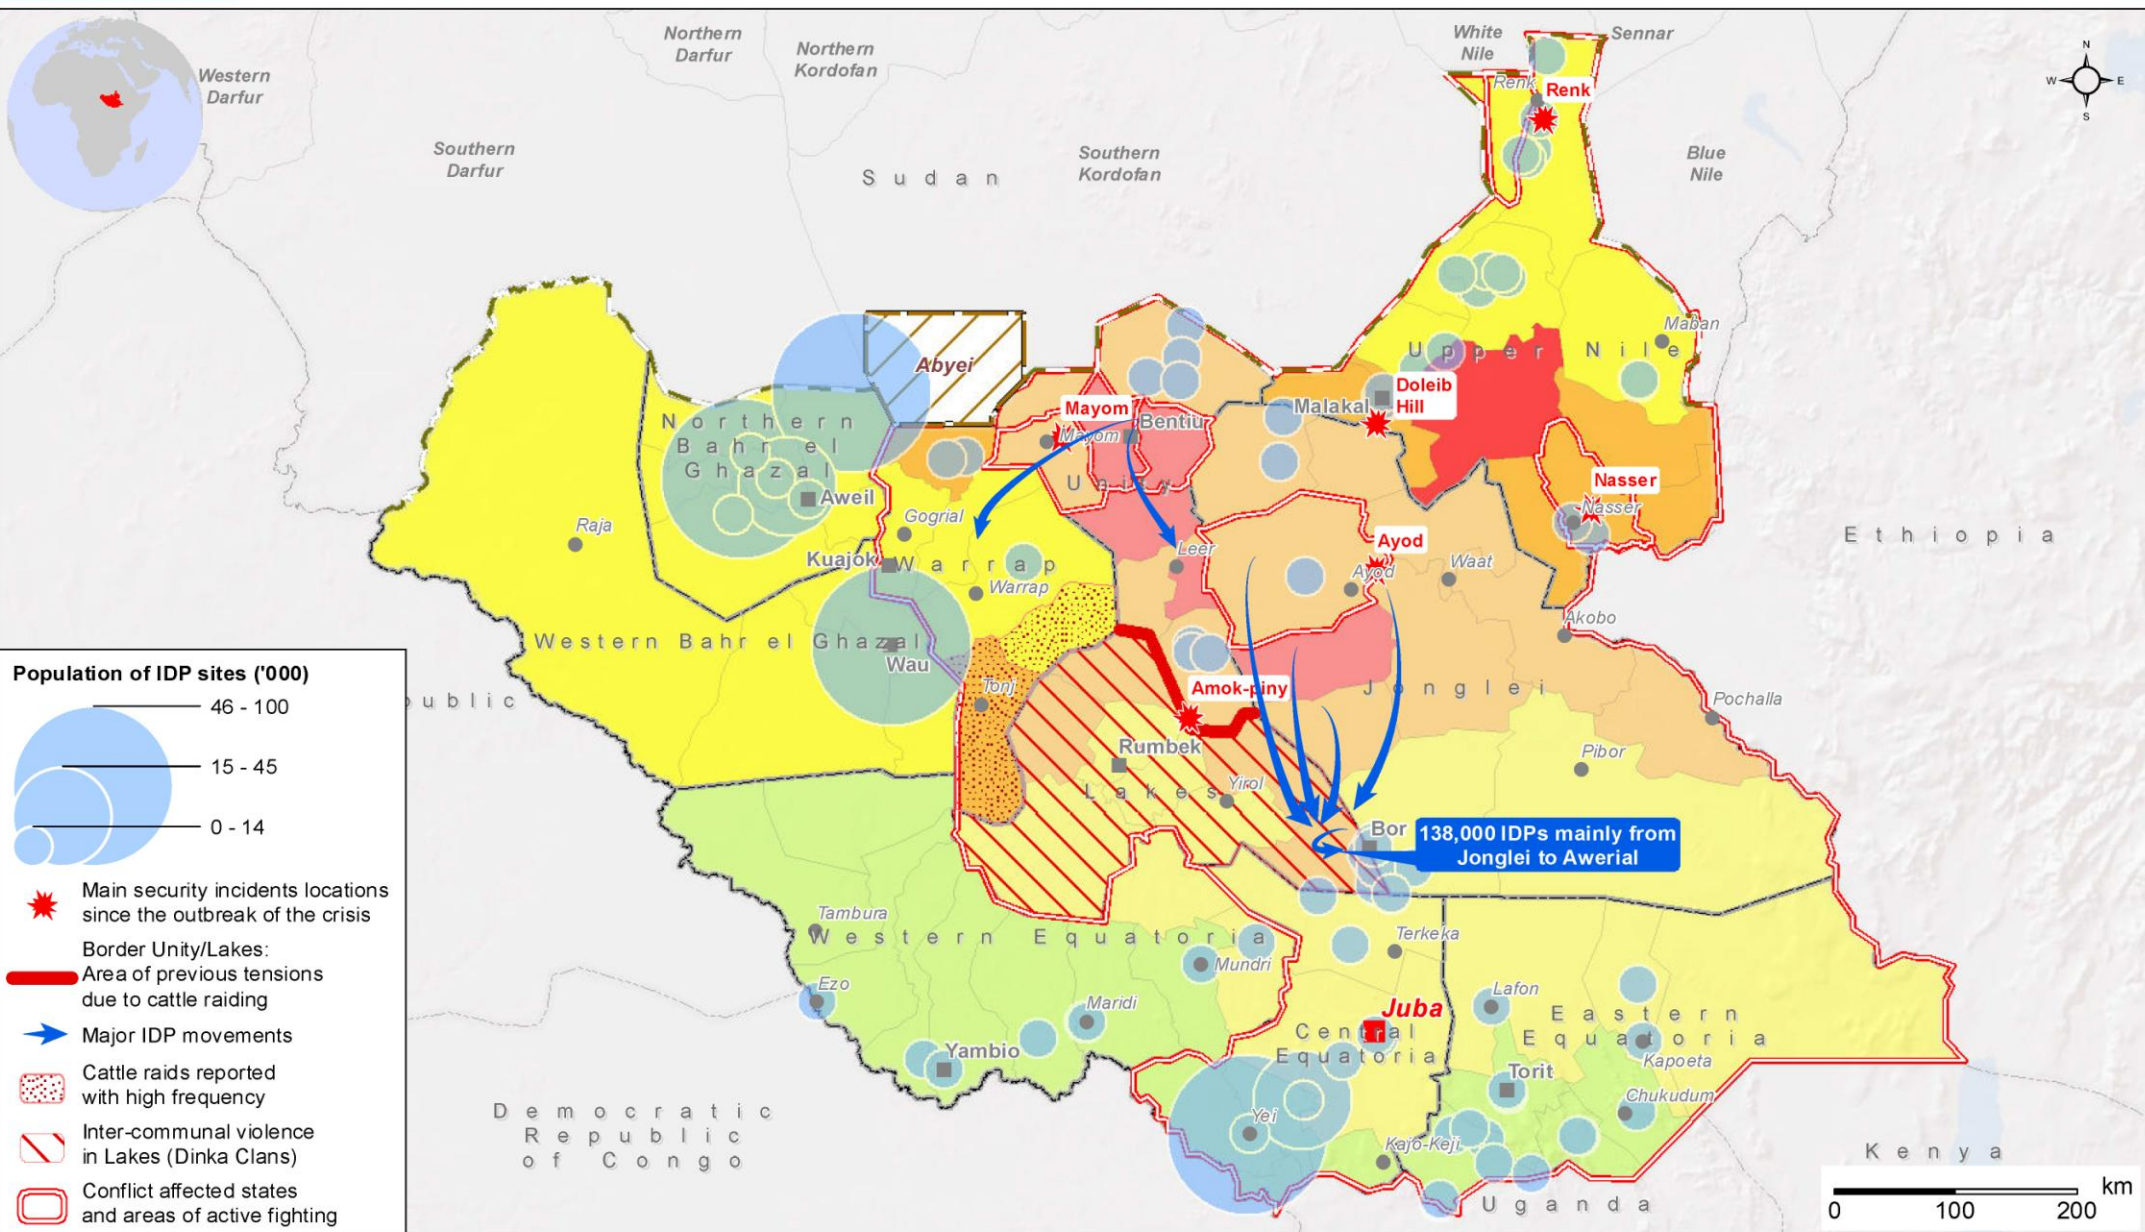 Northern
Darfur
Northern
Kordofan
White
Nile
Sennar
Western
Darfur
Southern
Darfur
Sudan
Southern
Kordofan
Blue
Nile
N
W
E
S
Renk
Renk
Abyei
Maban
Upper Nile
Doleib
Hill
Malakal
Mayom
Mayom
Bentiu
Unity
Northern
Bahr el
Ghazal
Aweil
Raja
Gogrial
Kuajok
Warrap
Warrap
Leer
Nasser
Nasser
Ayod
Ayod
Waat
Akobo
Ethiopia
Western Bahr el Ghazal
Wau
Tonj
Amok-piny
Jonglei
Pochalla
Pibor
Rumbek
Lakes
Yirol
Bor
138,000 IDPs mainly from
Jonglei to Awerial
public
Tambura
Western Equatoria
Mundri
Terkeka
Ezo
Maridi
Yambio
Juba
Central
Equatoria
Lafon
Eastern
Equatoria
Kapoeta
Torit
Chukudum
Yei
Kajo-Keji
Democratic
Republic
of Congo
Kenya
Uganda
Population of IDP sites ('000)
46 - 100
15 - 45
0 - 14
Main security incidents locations
since the outbreak of the crisis
Border Unity/Lakes:
Area of previous tensions
due to cattle raiding
Major IDP movements
Cattle raids reported
with high frequency
Inter-communal violence
in Lakes (Dinka Clans)
Conflict affected states
and areas of active fighting
km
0 100 200